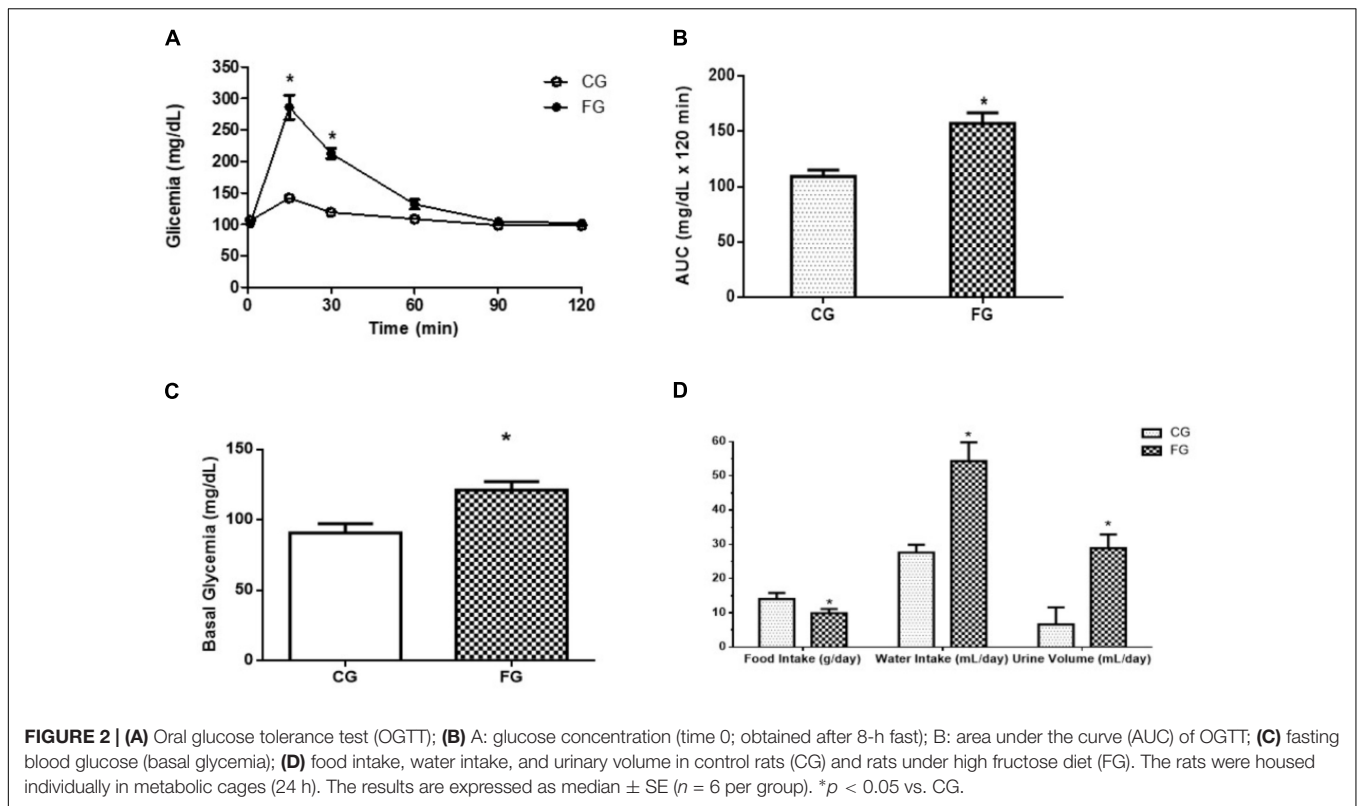 A
Glicemia (mg/dL)
350
300
250
200
150
100
50
0
0 30 60 90 120
Time (min)
*
*
CG
FG
B
AUC (mg/dL x 120 min)
200
150
100
50
0
*
CG FG
C
Basal Glycemia (mg/dL)
150
100
50
0
*
CG FG
D
60
50
40
30
20
10
0
*
*
*
Food Intake (g/day) Water Intake (mL/day) Urine Volume (mL/day)
CG
FG
FIGURE 2 | (A) Oral glucose tolerance test (OGTT); (B) A: glucose concentration (time 0; obtained after 8-h fast); B: area under the curve (AUC) of OGTT; (C) fasting
blood glucose (basal glycemia); (D) food intake, water intake, and urinary volume in control rats (CG) and rats under high fructose diet (FG). The rats were housed
individually in metabolic cages (24 h). The results are expressed as median ± SE (n = 6 per group). *p < 0.05 vs. CG.